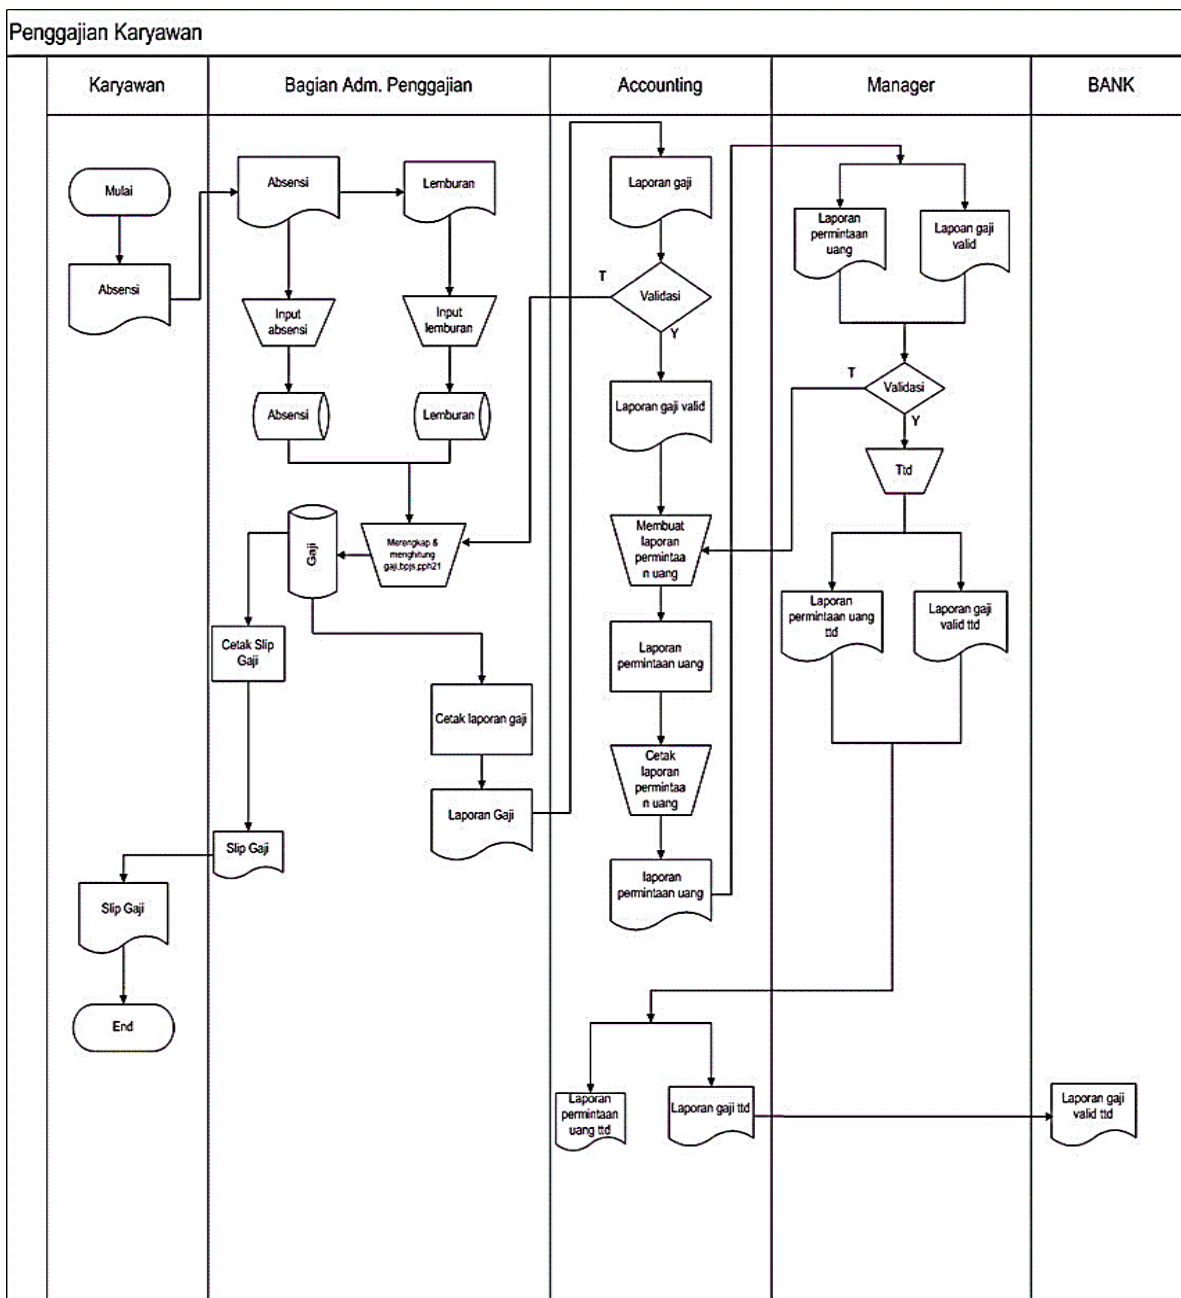 Penggajian Karyawan
Karyawan
Bagian Adm. Penggajian
Accounting
Manager
BANK
Mulai
Absensi
Absensi
Lemburan
Input
absensi
Input
lemburan
Absensi
Lemburan
Merengkap &
menghitung
gaji,bpjs,pph21
Gaji
Cetak Slip
Gaji
Cetak laporan gaji
Laporan Gaji
Slip Gaji
Slip Gaji
End
Laporan gaji
T
Validasi
Y
Laporan gaji valid
Membuat
laporan
permintaa
n uang
Laporan
permintaan uang
Cetak
laporan
permintaa
n uang
laporan
permintaan uang
Laporan
permintaan
uang
Lapoan gaji
valid
T
Validasi
Y
Ttd
Laporan
permintaan uang
ttd
Laporan gaji
valid ttd
Laporan
permintaan
uang ttd
Laporan gaji ttd
Laporan gaji
valid ttd